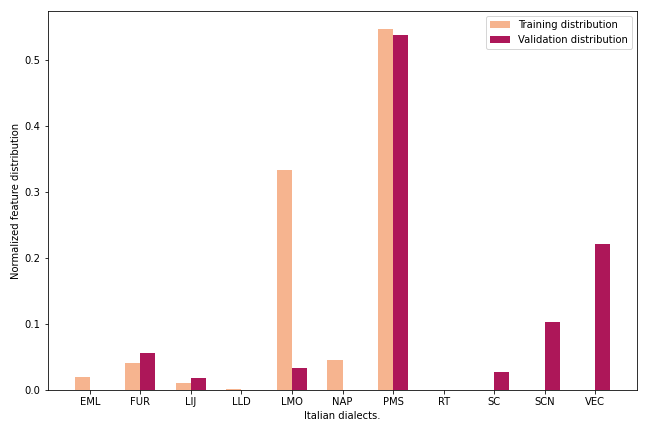 Training distribution
Validation distribution
Normalized feature distribution
0.5
0.4
0.3
0.2
0.1
0.0
EML FUR LIJ LLD LMO NAP PMS RT SC SCN VEC
Italian dialects.